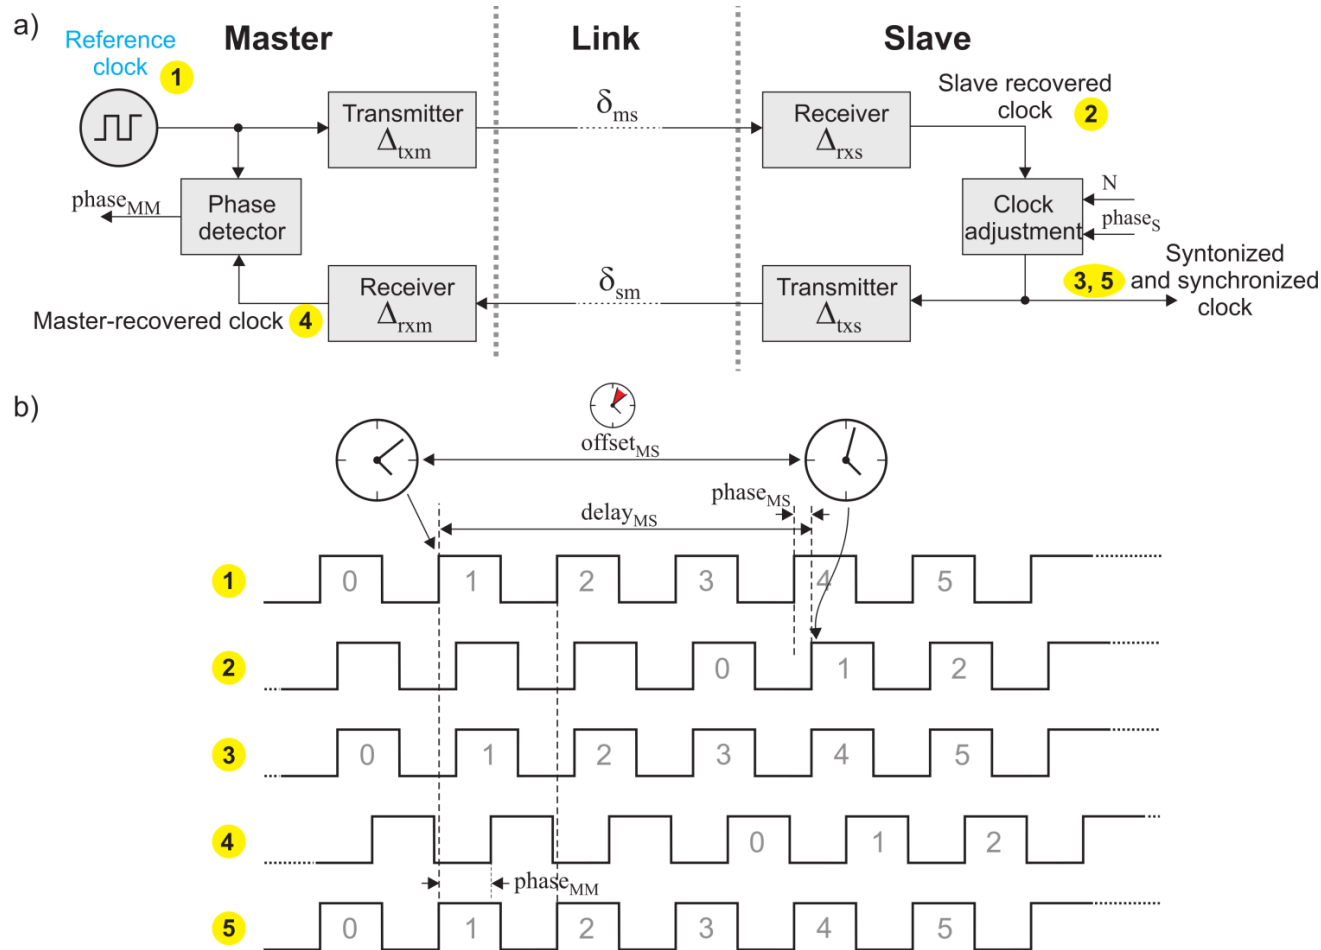 a)
Reference
clock 1
Master
Link
Slave
Transmitter
Δtxm
δms
Receiver
Δrxs
Slave recovered
clock 2
phaseMM
Phase
detector
Clock
adjustment
N
phaseS
Master-recovered clock 4
Receiver
Δrxm
δsm
Transmitter
Δtxs
3, 5
Syntonized
and synchronized
clock
b)
offsetMS
phaseMS
delayMS
1 0 1 2 3 4 5
2 0 1 2
3 0 1 2 3 4 5
4 0 1 2
phaseMM
5 0 1 2 3 4 5